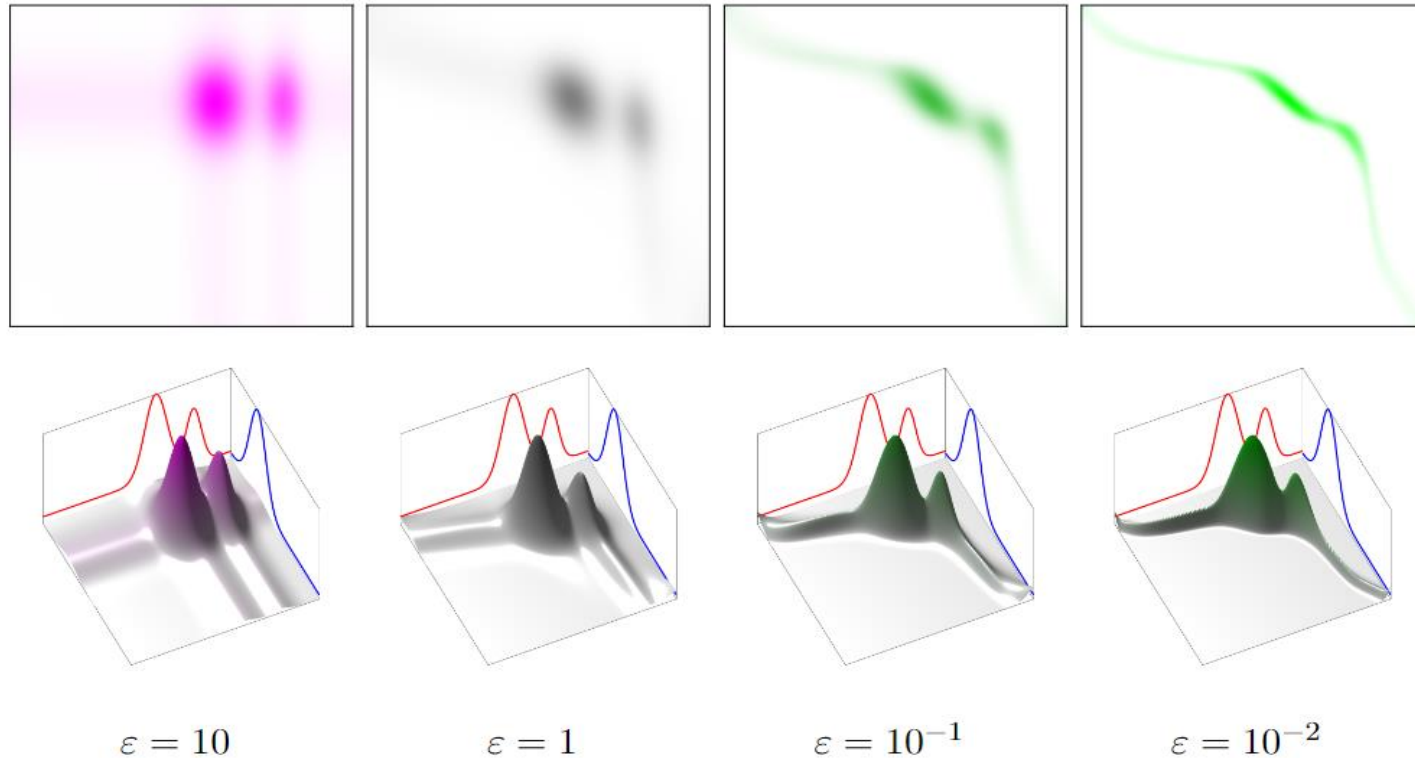 ε = 10
ε = 1
ε = 10⁻¹
ε = 10⁻²